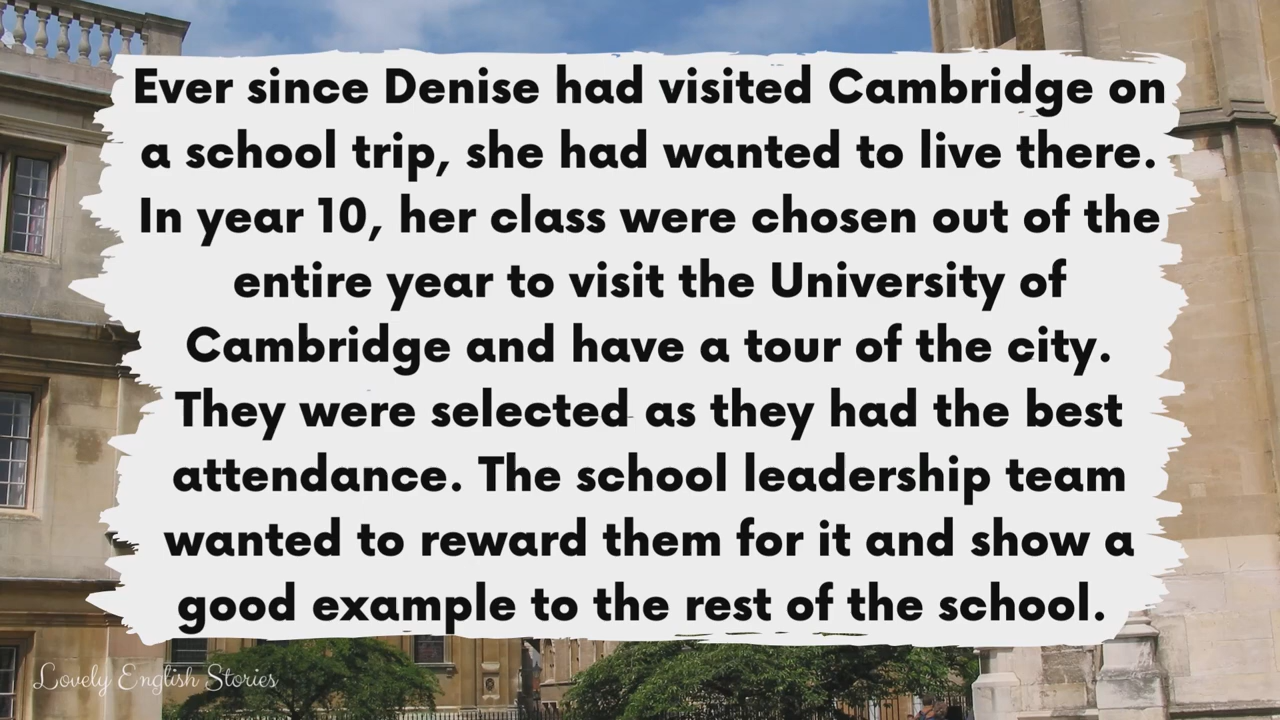 Ever since Denise had visited Cambridge on
a school trip, she had wanted to live there.
In year 10, her class were chosen out of the
entire year to visit the University of
Cambridge and have a tour of the city.
They were selected as they had the best
attendance. The school leadership team
wanted to reward them for it and show a
good example to the rest of the school.
Lovely English Stories